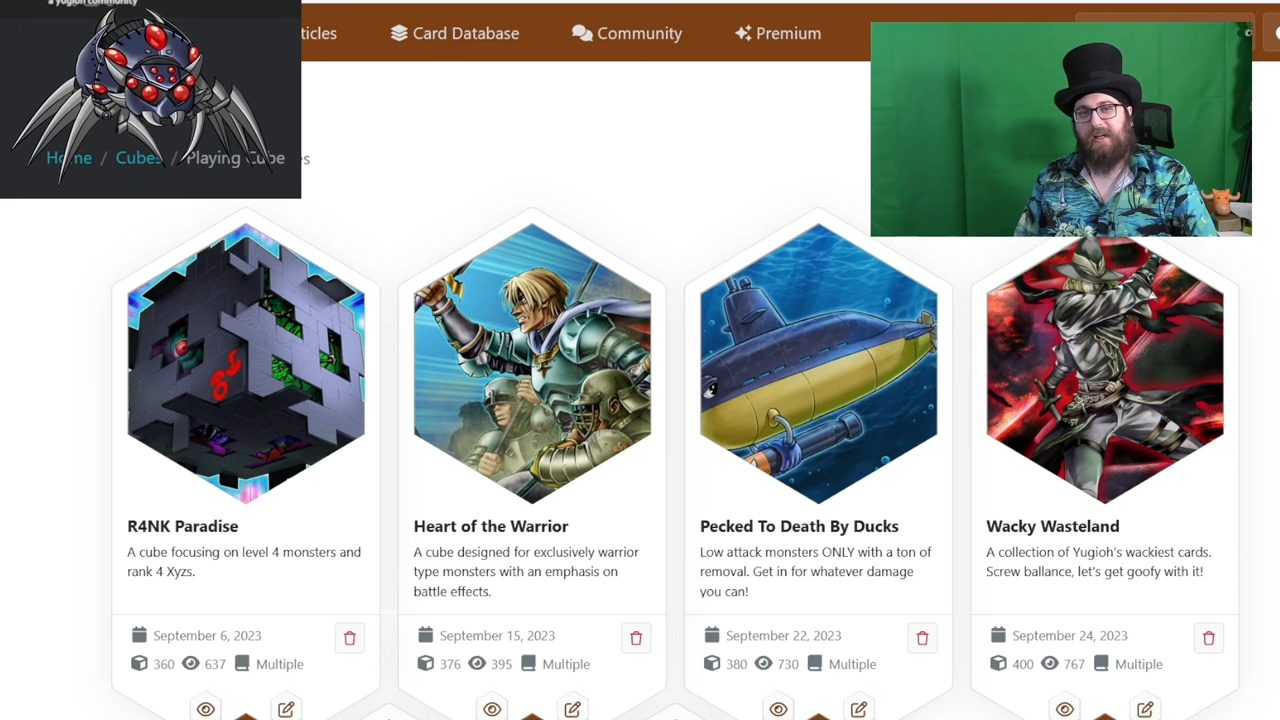 a yugioh community
ticles
Card Database
Community
Premium
Home / Cubes / Playing Cube
es
83
R4NK Paradise
A cube focusing on level 4 monsters and
rank 4 Xyzs.
September 6, 2023
360 637 Multiple
Heart of the Warrior
A cube designed for exclusively warrior
type monsters with an emphasis on
battle effects.
September 15, 2023
376 395 Multiple
Pecked To Death By Ducks
Low attack monsters ONLY with a ton of
removal. Get in for whatever damage
you can!
September 22, 2023
380 730 Multiple
Wacky Wasteland
A collection of Yugioh's wackiest cards.
Screw ballance, let's get goofy with it!
September 24, 2023
400 767 Multiple